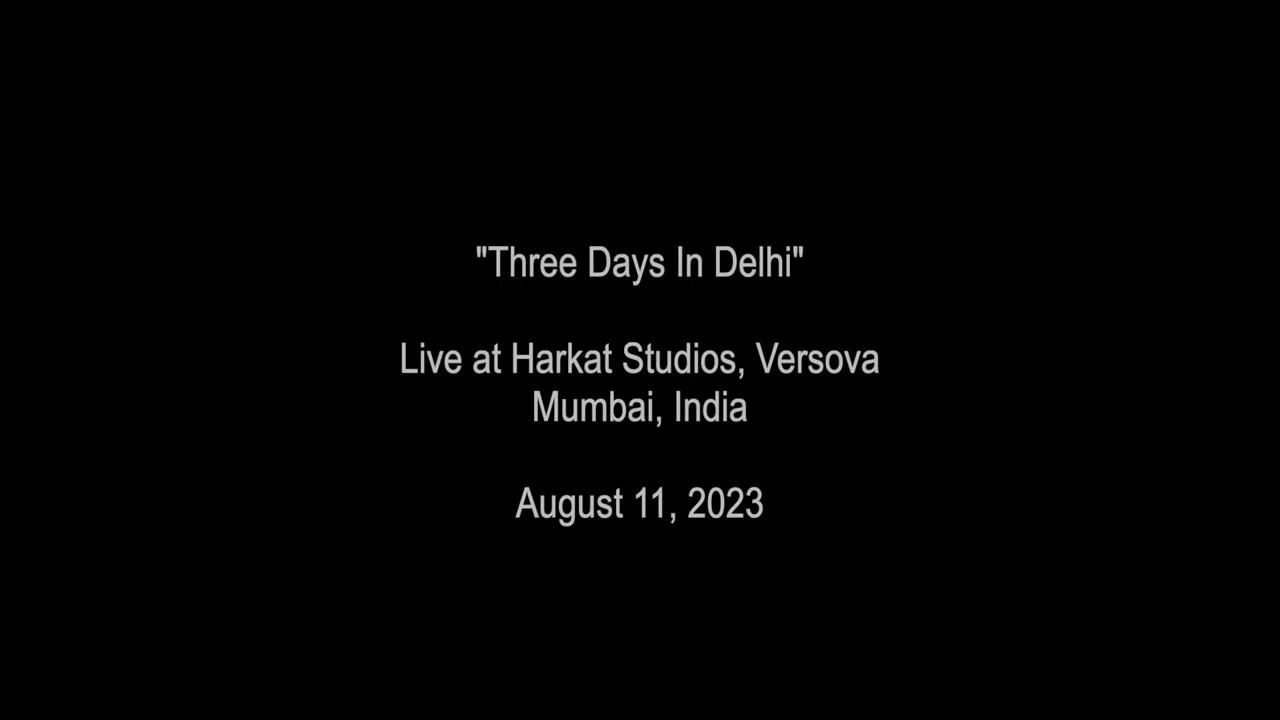 "Three Days In Delhi"
Live at Harkat Studios, Versova
Mumbai, India
August 11, 2023